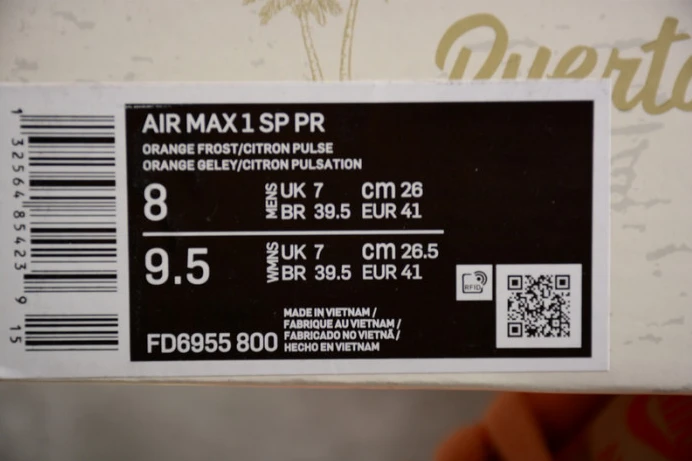 Puerto
AIR MAX 1 SP PR
ORANGE FROST/CITRON PULSE
ORANGE GELEY/CITRON PULSATION
8 MENS UK 7 cm 26
BR 39.5 EUR 41
9.5 WMNS UK 7 cm 26.5
BR 39.5 EUR 41
RFID
MADE IN VIETNAM /
FABRIQUE AU VIETNAM /
FABRICADO NO VIETNÃ /
FD6955 800 HECHO EN VIETNAM
1 32564 85423 9 15